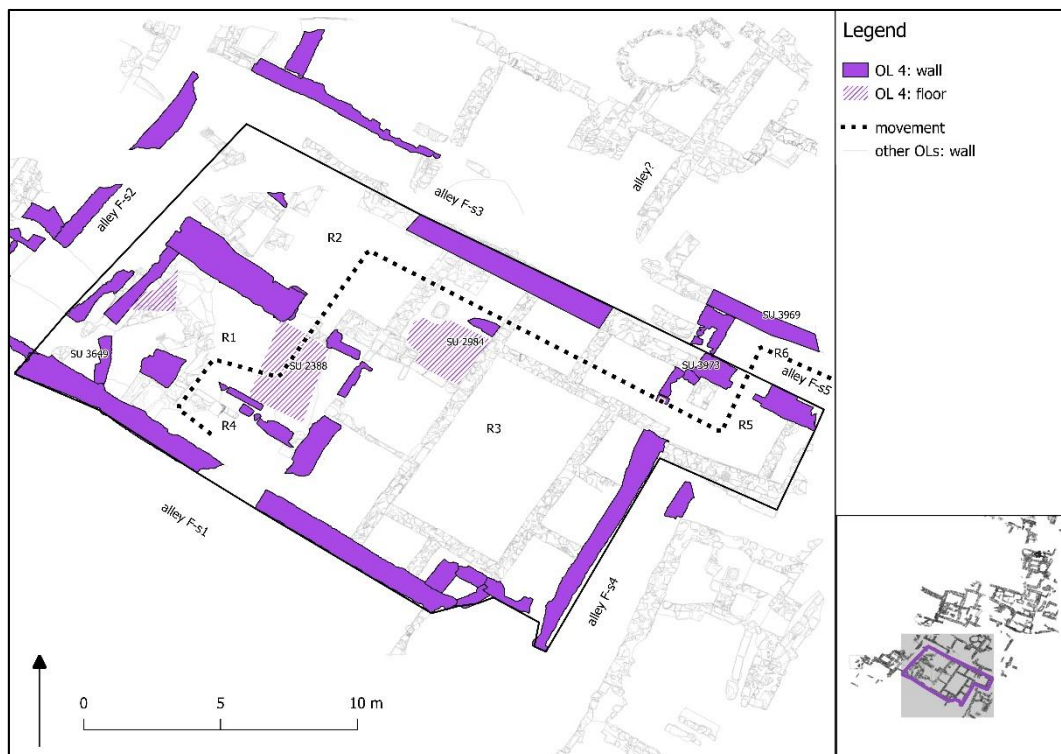 Legend
OL 4: wall
OL 4: floor
movement
other OLs: wall
alley F-s2
alley F-s3
alley?
R2
SU 3969
R1
SU 2984
R6
SU 3649
SU 2388
SU 3973
alley F-s5
R4
R3
R5
alley F-s1
alley F-s4
0 5 10 m